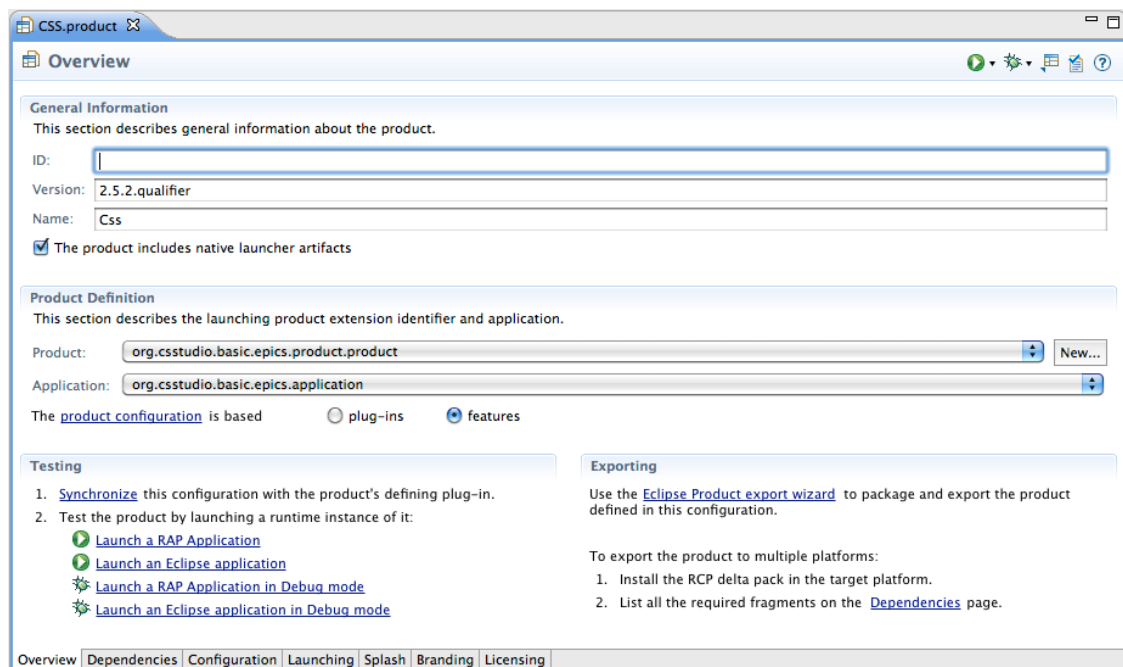 CSS.product
Overview
General Information
This section describes general information about the product.
ID:
Version: 2.5.2.qualifier
Name: Css
The product includes native launcher artifacts
Product Definition
This section describes the launching product extension identifier and application.
Product: org.csstudio.basic.epics.product.product New...
Application: org.csstudio.basic.epics.application
The product configuration is based plug-ins features
Testing
1. Synchronize this configuration with the product's defining plug-in.
2. Test the product by launching a runtime instance of it:
Launch a RAP Application
Launch an Eclipse application
Launch a RAP Application in Debug mode
Launch an Eclipse application in Debug mode
Exporting
Use the Eclipse Product export wizard to package and export the product
defined in this configuration.
To export the product to multiple platforms:
1. Install the RCP delta pack in the target platform.
2. List all the required fragments on the Dependencies page.
Overview Dependencies Configuration Launching Splash Branding Licensing